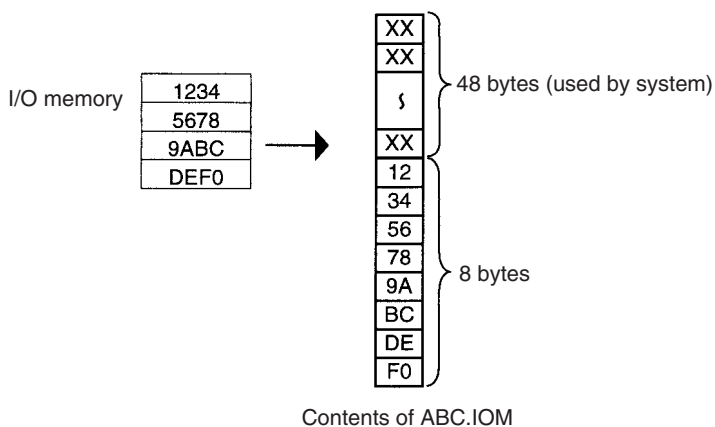 I/O memory
1234
5678
9ABC
DEF0
XX
XX
XX
12
34
56
78
9A
BC
DE
F0
48 bytes (used by system)
8 bytes
Contents of ABC.IOM